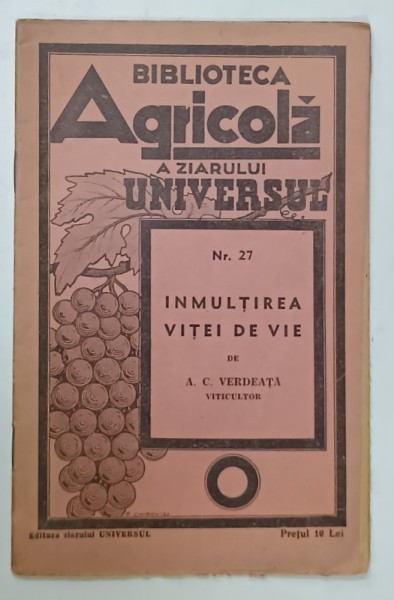 BIBLIOTECA
Agricolă
A ZIARULUI
UNIVERSUL
Nr. 27
INMULȚIREA
VIȚEI DE VIE
DE
A. C. VERDEAȚĂ
VITICULTOR
Editura ziarului UNIVERSUL
Prețul 10 Lei